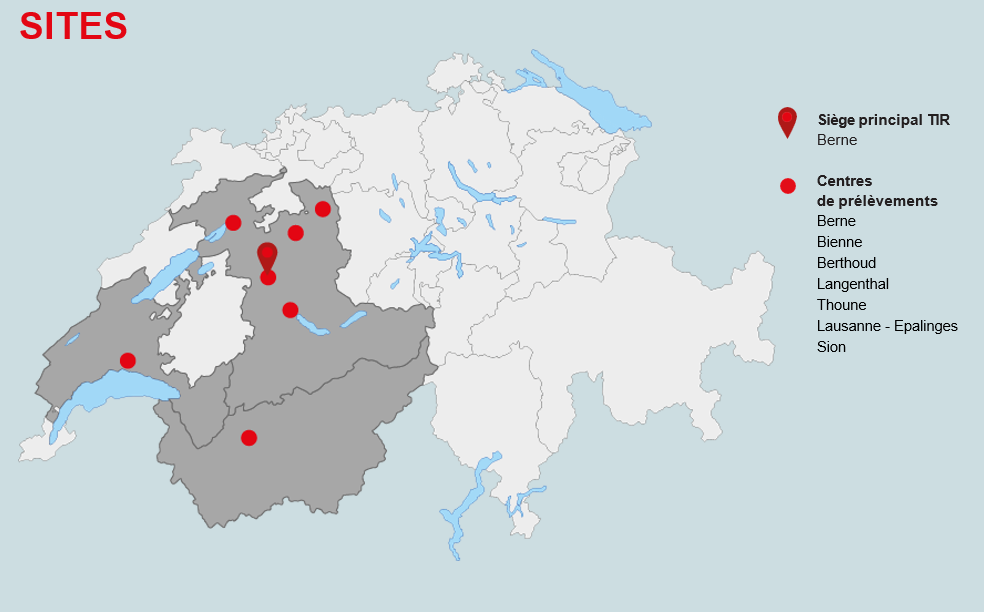 SITES
Siège principal TIR
Berne
Centres
de prélèvements
Berne
Bienne
Berthoud
Langenthal
Thoune
Lausanne - Epalinges
Sion